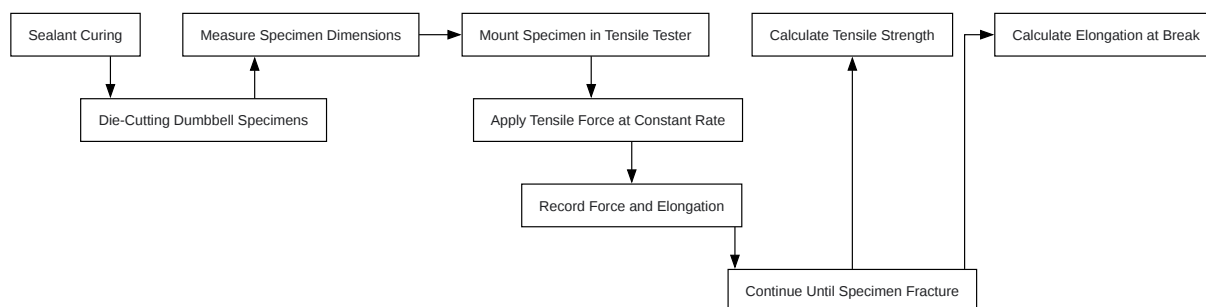 Sealant Curing
Measure Specimen Dimensions
Mount Specimen in Tensile Tester
Calculate Tensile Strength
Calculate Elongation at Break
Die-Cutting Dumbbell Specimens
Apply Tensile Force at Constant Rate
Record Force and Elongation
Continue Until Specimen Fracture